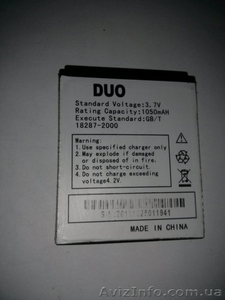 DUO
Standard Voltage:3.7V
Rating Capacity:1050mAH
Execute Standard:GB/T
18287-2000
Warning:
1. Use specified charger only
2. May explode if damaged
or disposed of in fire.
3. Do not short-circuit.
4. Do not charge exceeding
voltage4.2V.
MADE IN CHINA
AvizInfo.com.ua